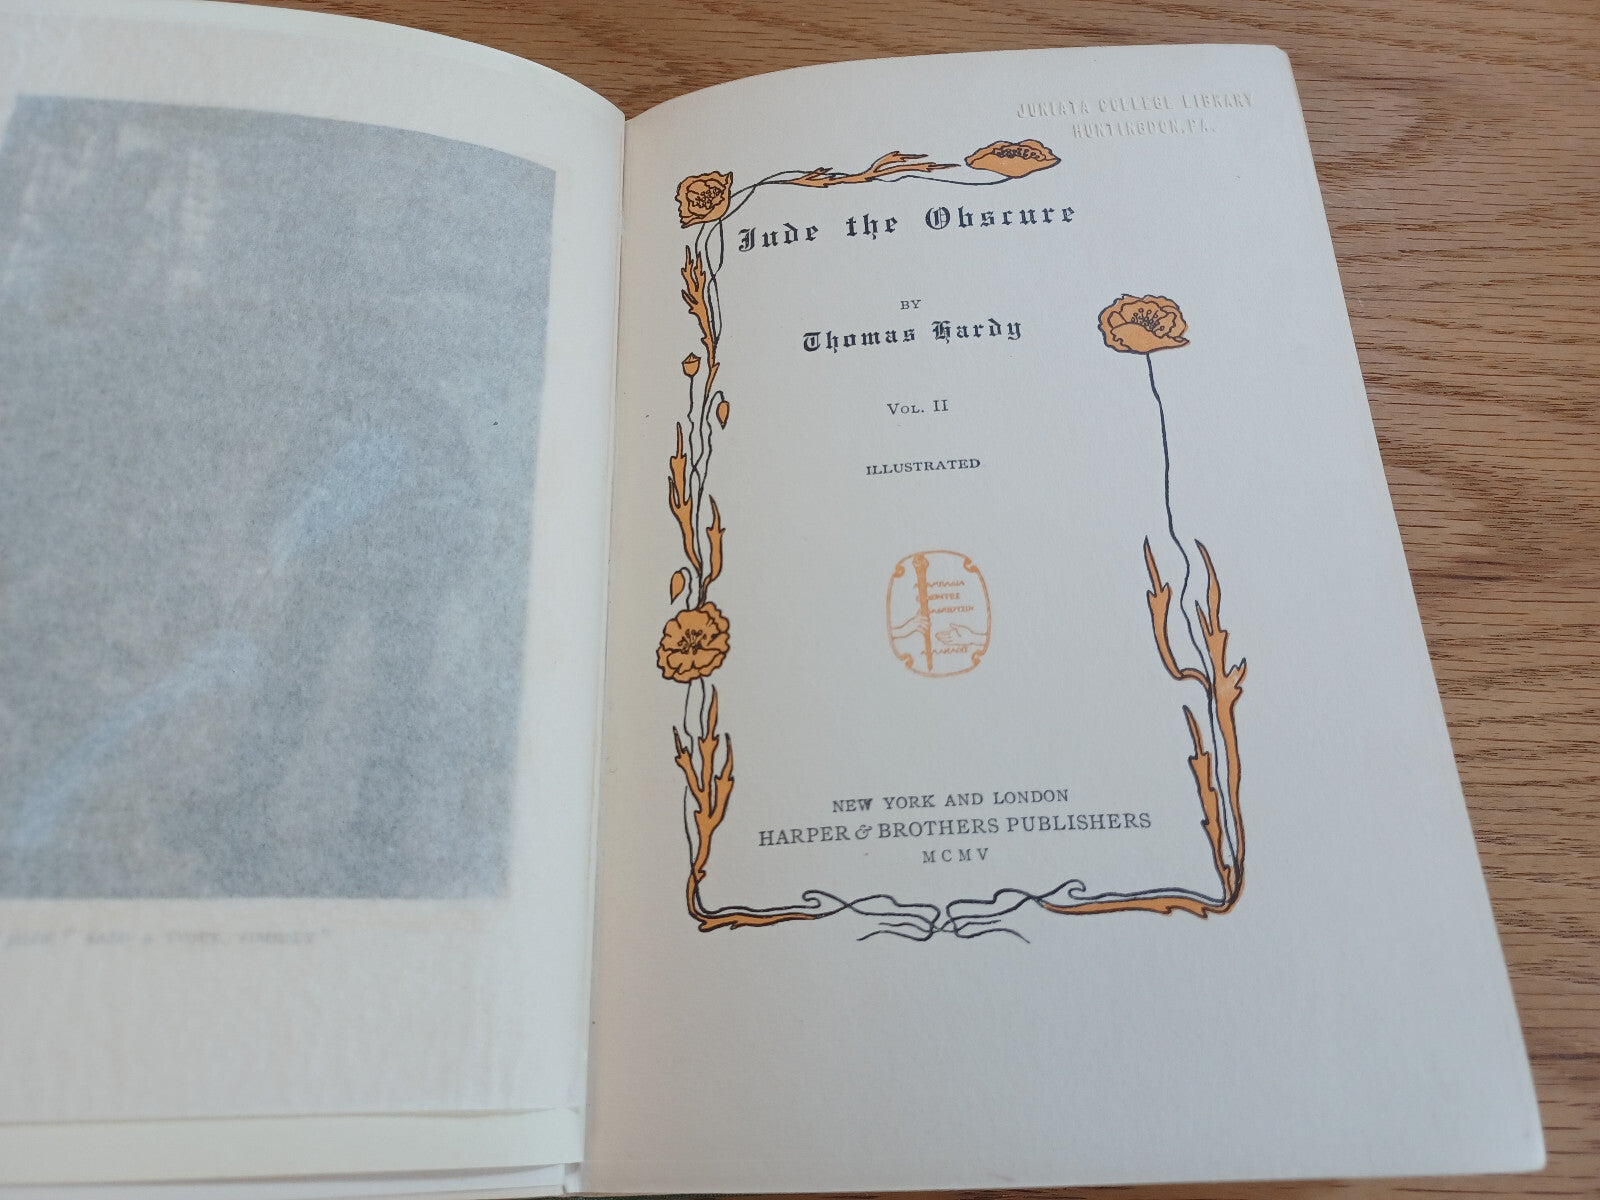 JUNIATA COLLEGE LIBRARY
HUNTINGDON, PA.
Jude the Obscure
BY
Thomas Hardy
VOL. II
ILLUSTRATED
NEW YORK AND LONDON
HARPER & BROTHERS PUBLISHERS
MCMV